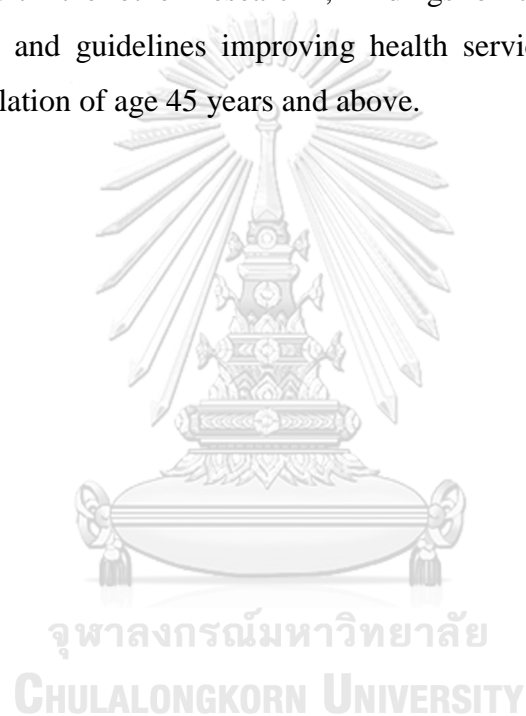 and guidelines improving health servic
lation of age 45 years and above.
จุฬาลงกรณ์มหาวิทยาลัย
CHULALONGKORN UNIVERSITY